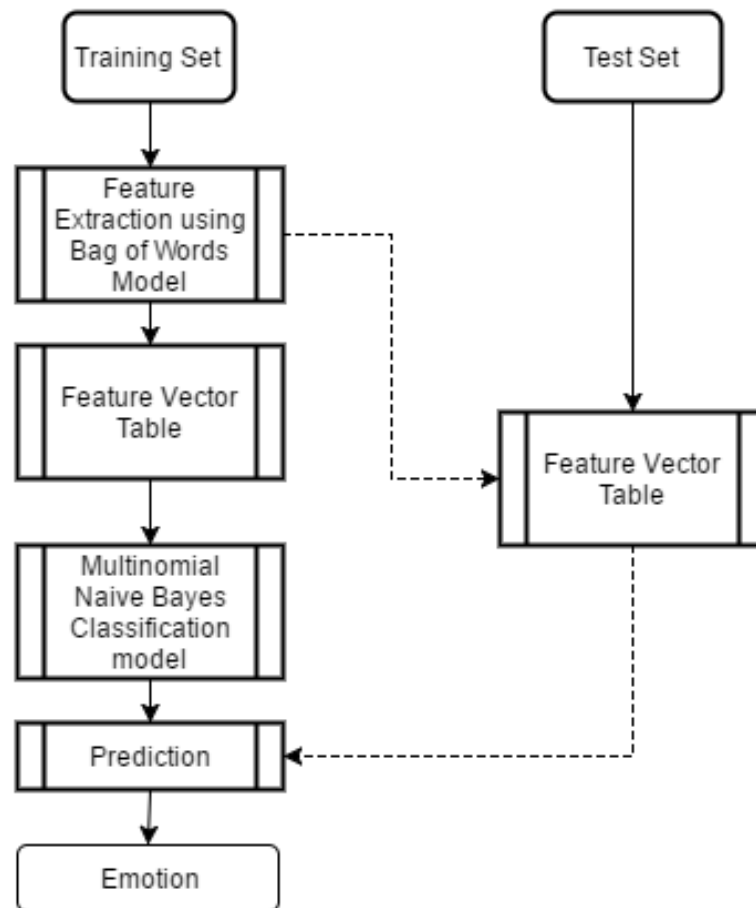 Training Set
Test Set
Feature
Extraction using
Bag of Words
Model
Feature Vector
Table
Feature Vector
Table
Multinomial
Naive Bayes
Classification
model
Prediction
Emotion